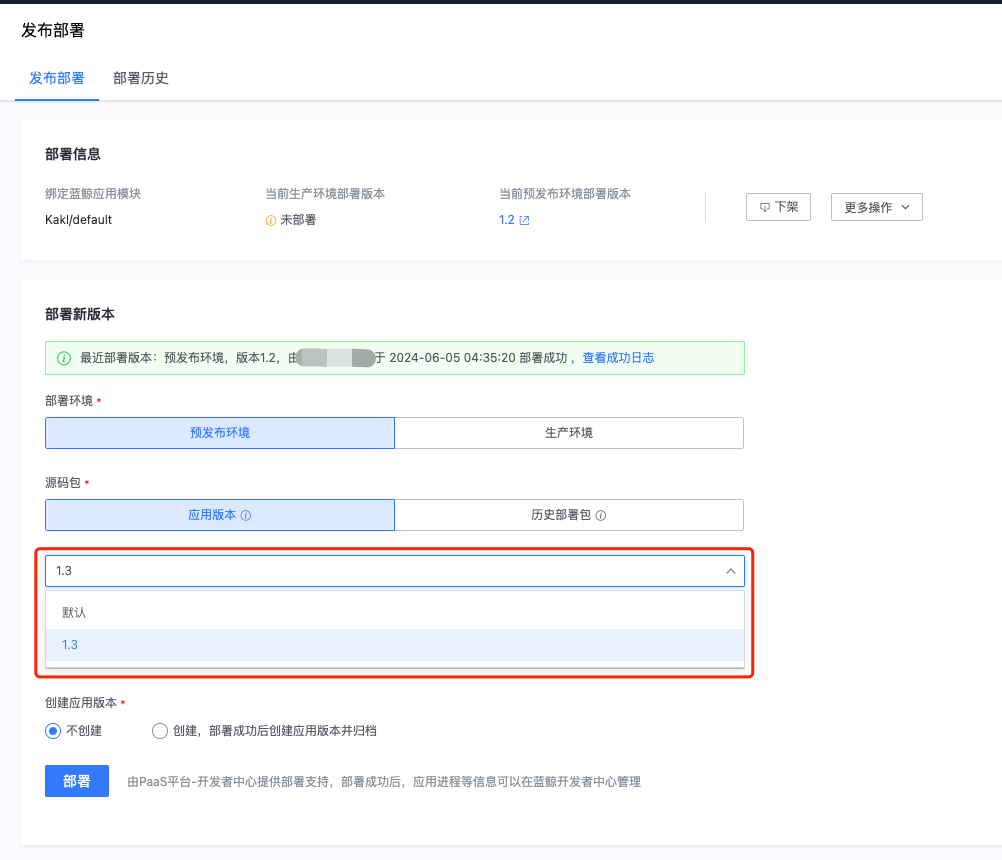 发布部署
发布部署 部署历史
部署信息
绑定蓝鲸应用模块 当前生产环境部署版本 当前预发布环境部署版本
Kakl/default 未部署 1.2 下架 更多操作
部署新版本
最近部署版本：预发布环境，版本1.2，由 于 2024-06-05 04:35:20 部署成功 ，查看成功日志
部署环境 *
预发布环境 生产环境
源码包 *
应用版本 历史部署包
1.3
默认
1.3
创建应用版本 *
不创建 创建，部署成功后创建应用版本并归档
部署 由PaaS平台-开发者中心提供部署支持，部署成功后，应用进程等信息可以在蓝鲸开发者中心管理